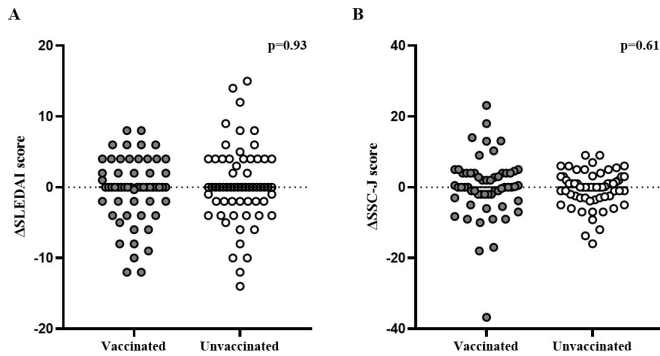 A
p=0.93
ΔSLEDAI score
20
10
0
-10
-20
Vaccinated Unvaccinated
B
p=0.61
ΔSSC-J score
40
20
0
-20
-40
Vaccinated Unvaccinated